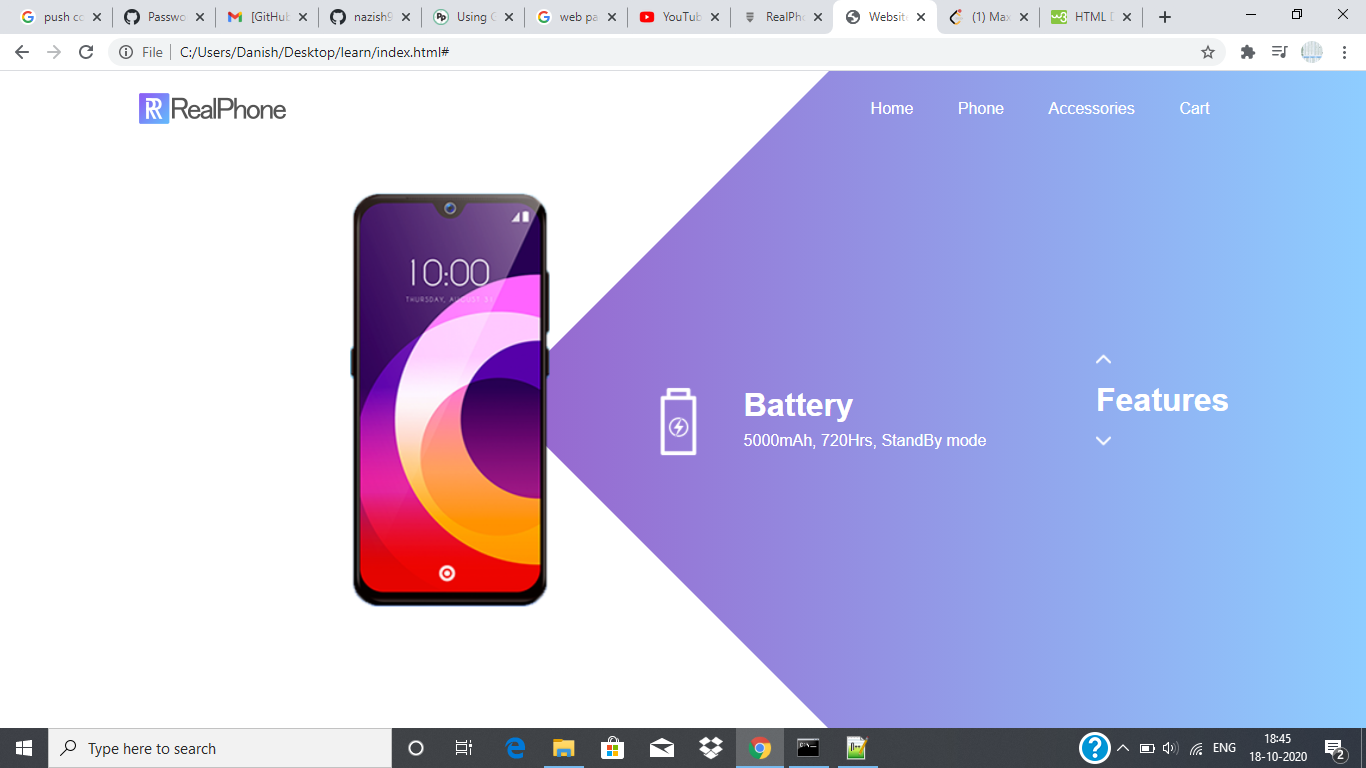 push co
Passwo
[GitHub
nazish9
Using C
web pa
YouTub
RealPho
Website
(1) Max
HTML D
File C:/Users/Danish/Desktop/learn/index.html#
RealPhone
Home Phone Accessories Cart
10:00
THURSDAY, AUGUST 31
Battery
5000mAh, 720Hrs, StandBy mode
Features
Type here to search
ENG
18:45
18-10-2020
2